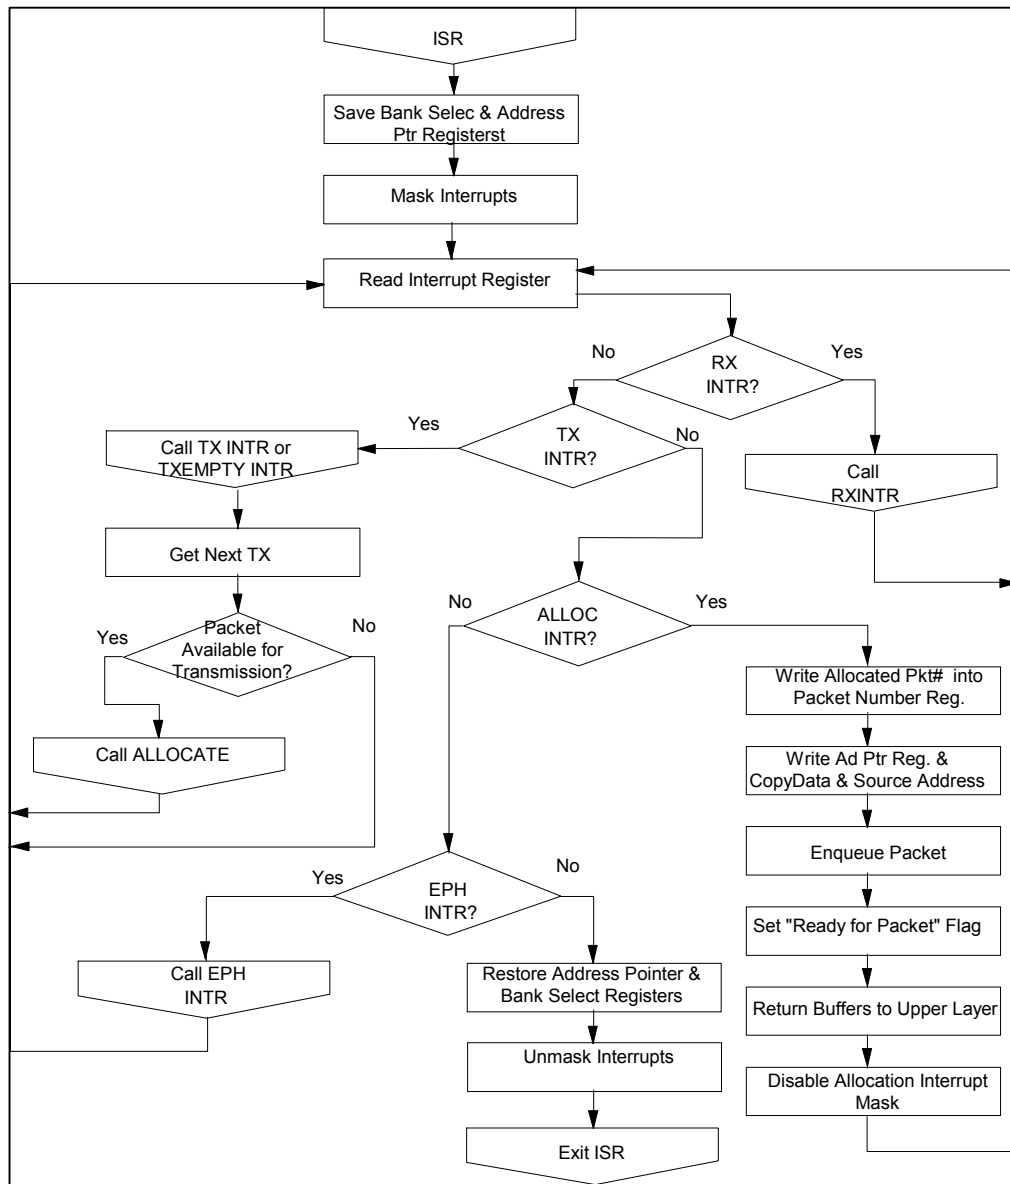 ISR
Save Bank Selec & Address
Ptr Registerst
Mask Interrupts
Read Interrupt Register
No
RX
INTR?
Yes
Yes
TX
INTR?
No
Call TX INTR or
TXEMPTY INTR
Call
RXINTR
Get Next TX
No
ALLOC
INTR?
Yes
Yes
Packet
Available for
Transmission?
No
Write Allocated Pkt# into
Packet Number Reg.
Call ALLOCATE
Write Ad Ptr Reg. &
CopyData & Source Address
Enqueue Packet
Yes
EPH
INTR?
No
Set "Ready for Packet" Flag
Call EPH
INTR
Restore Address Pointer &
Bank Select Registers
Return Buffers to Upper Layer
Unmask Interrupts
Disable Allocation Interrupt
Mask
Exit ISR